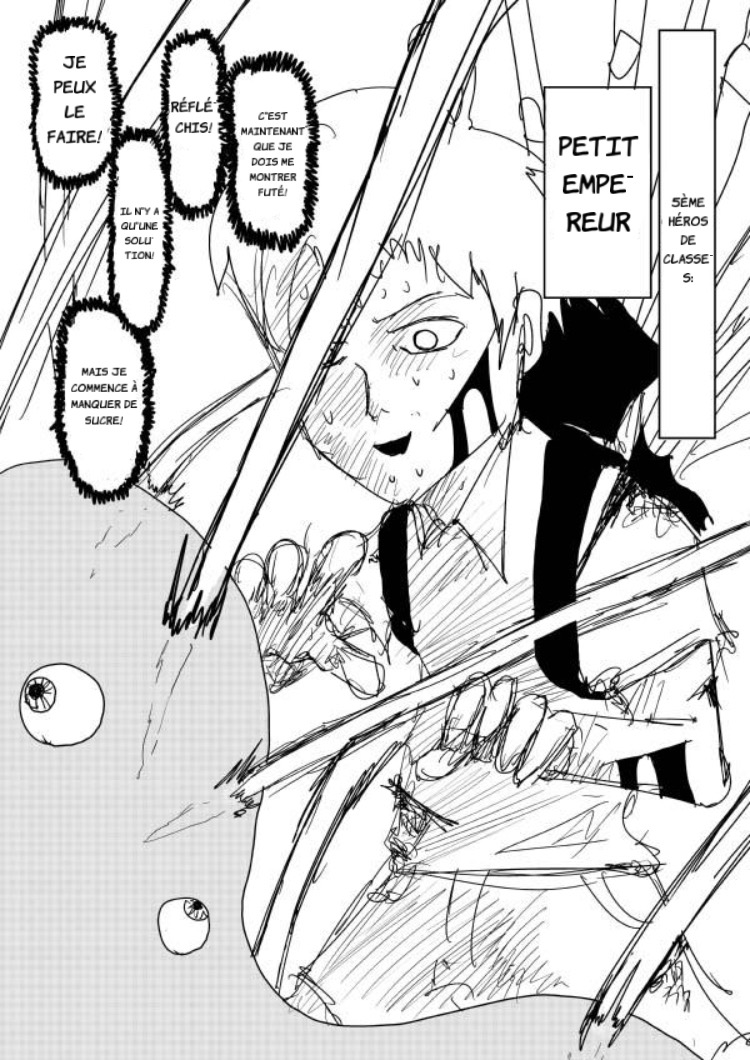 5ÈME
HÉROS
DE
CLASSE-
S:
PETIT
EMPE-
REUR
C'EST
MAINTENANT
QUE JE
DOIS ME
MONTRER
FUTÉ!
RÉFLÉ-
CHIS!
IL N'Y A
QU'UNE
SOLU-
TION!
JE
PEUX
LE
FAIRE!
MAIS JE
COMMENCE À
MANQUER DE
SUCRE!